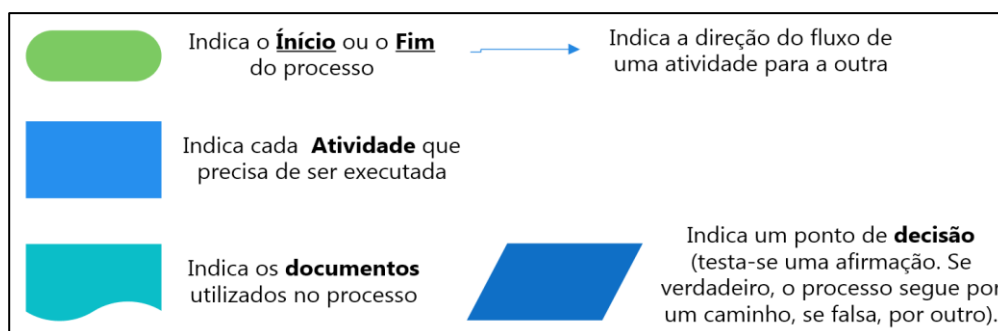 Indica o Ínício ou o Fim
do processo
Indica a direção do fluxo de
uma atividade para a outra
Indica cada Atividade que
precisa de ser executada
Indica os documentos
utilizados no processo
Indica um ponto de decisão
(testa-se uma afirmação. Se
verdadeiro, o processo segue por
um caminho, se falsa, por outro).